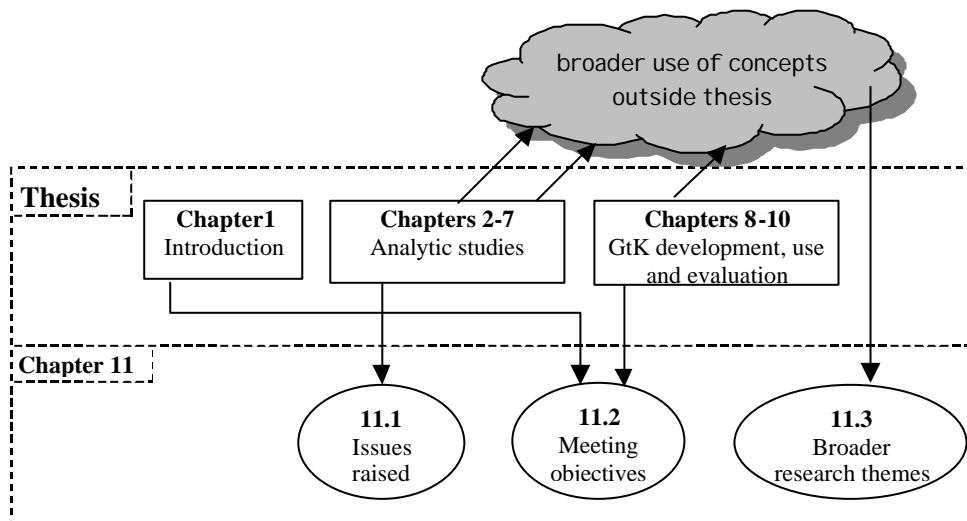 broader use of concepts
outside thesis
Thesis
Chapter1
Introduction
Chapters 2-7
Analytic studies
Chapters 8-10
GtK development, use
and evaluation
Chapter 11
11.1
Issues
raised
11.2
Meeting
objectives
11.3
Broader
research themes